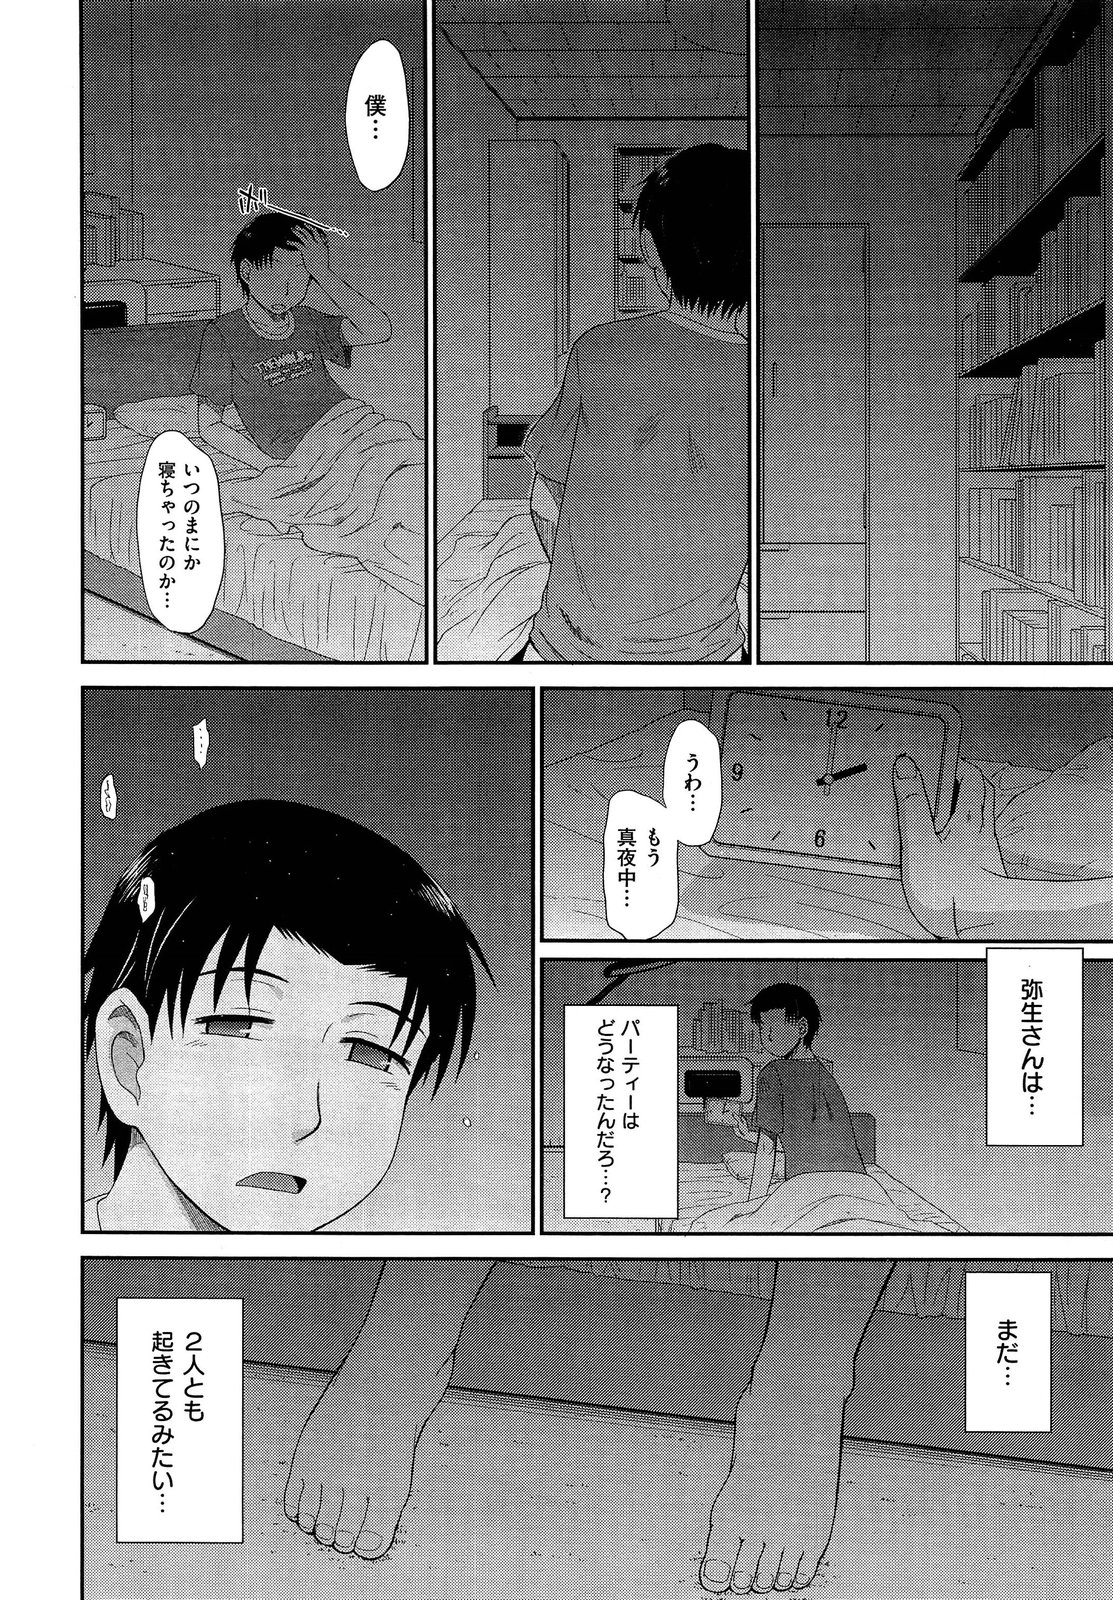 僕…
ズキ
いつのまにか
寝ちゃったのか…
12
9
6
うわ…
もう
真夜中…
弥生さんは…
パーティーは
どうなったんだろ…?
まだ…
2人とも
起きてるみたい…